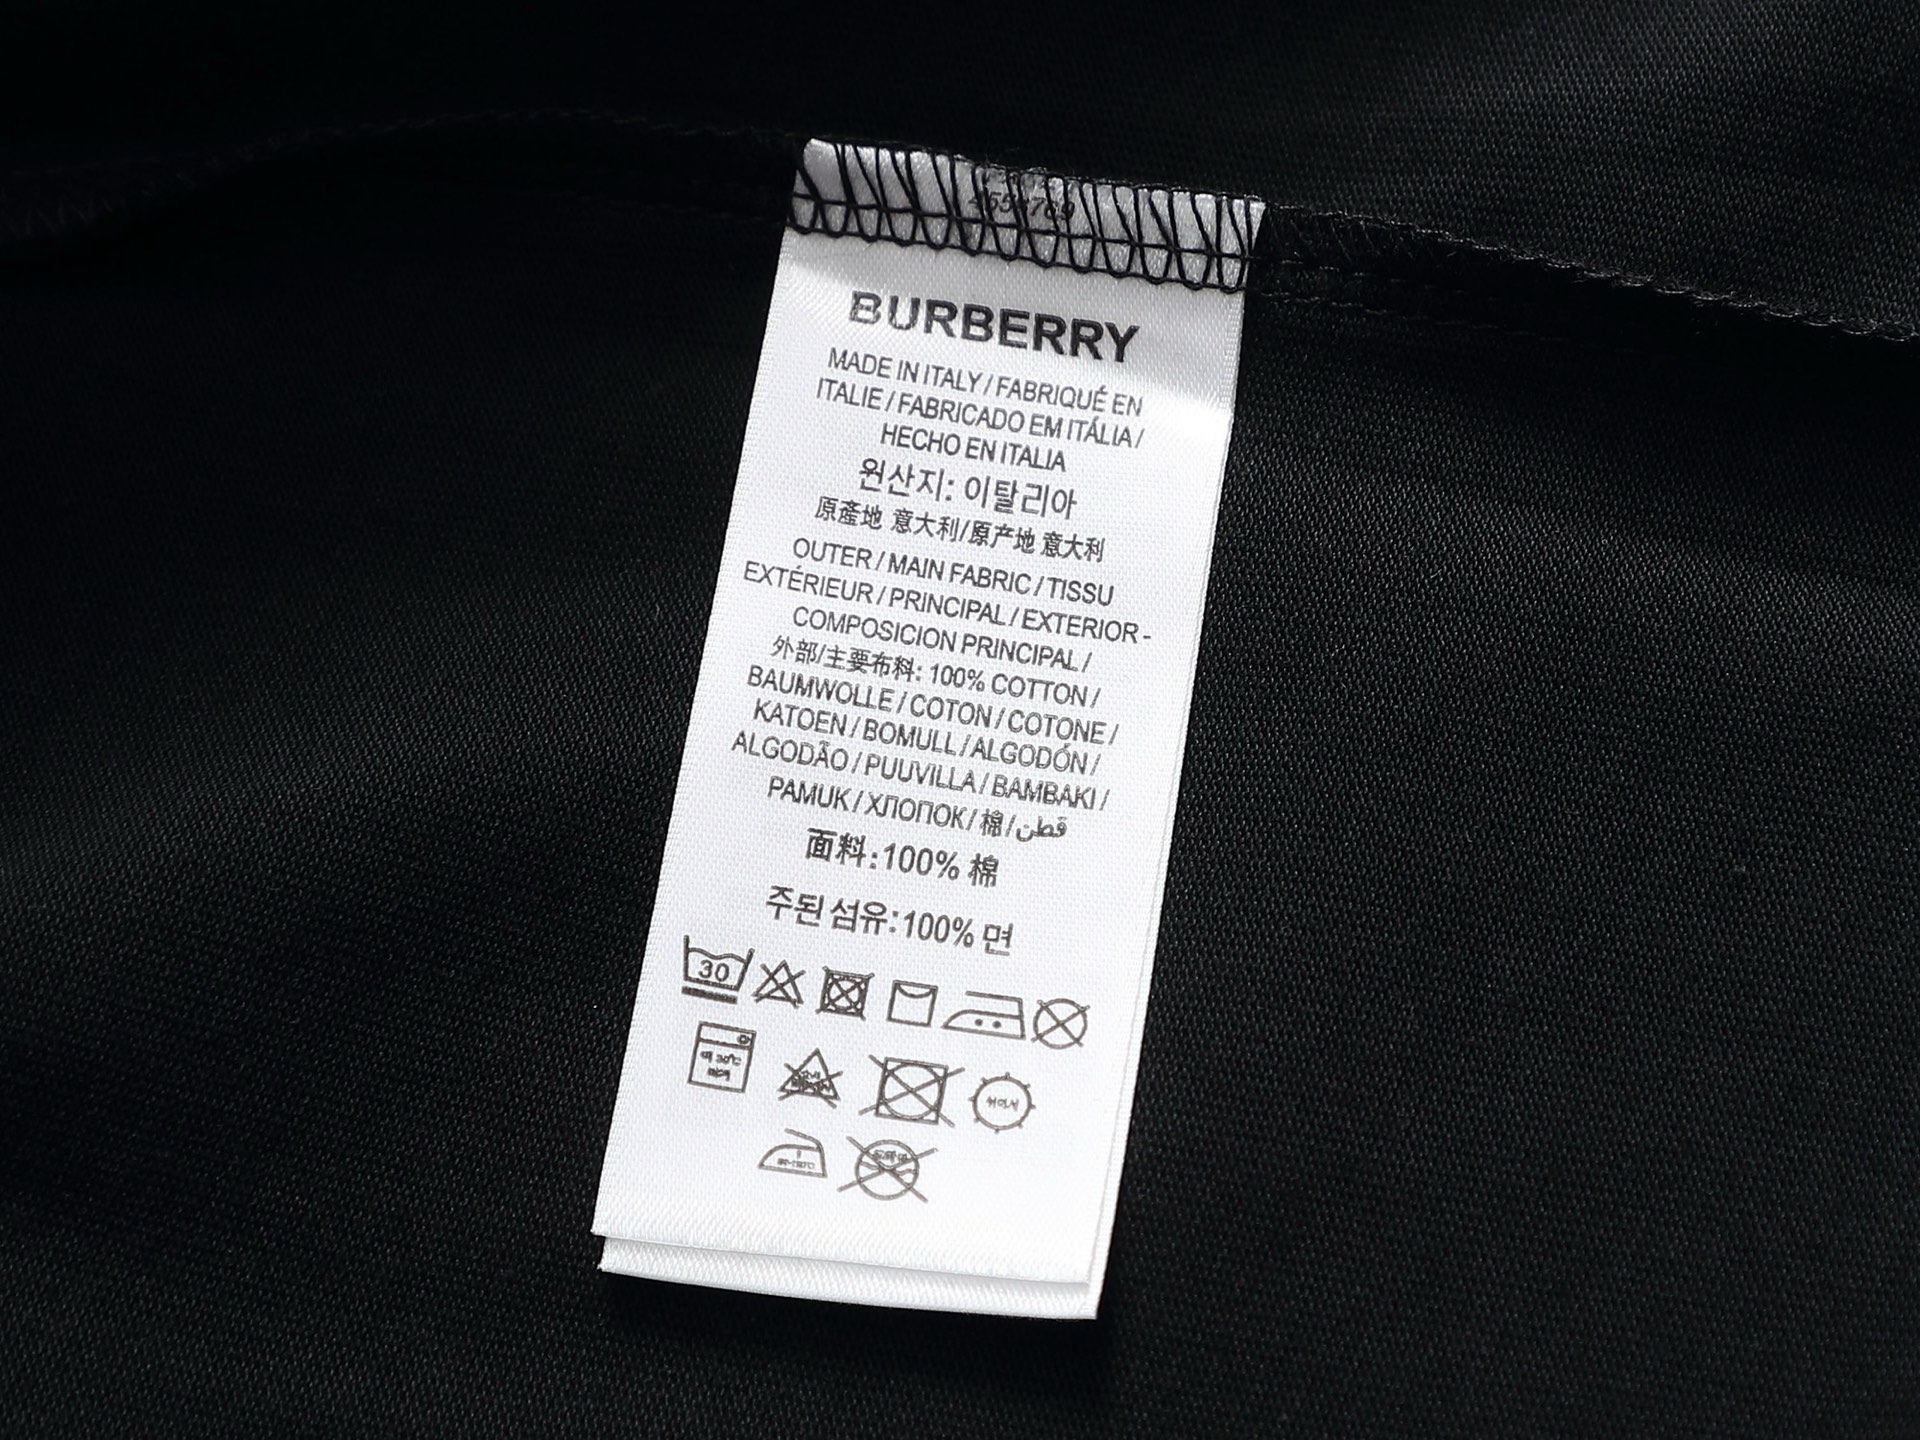 BURBERRY
MADE IN ITALY / FABRIQUÉ EN
ITALIE / FABRICADO EM ITÁLIA /
HECHO EN ITALIA
원산지: 이탈리아
原產地 意大利/原产地 意大利
OUTER / MAIN FABRIC / TISSU
EXTÉRIEUR / PRINCIPAL / EXTERIOR -
COMPOSICION PRINCIPAL /
外部/主要布料: 100% COTTON /
BAUMWOLLE / COTON / COTONE /
KATOEN / BOMULL / ALGODÓN /
ALGODÃO / PUUVILLA / BAMBAKI /
PAMUK / ХЛОПОК / 棉 / قطن
面料:100% 棉
주된 섬유:100% 면
30